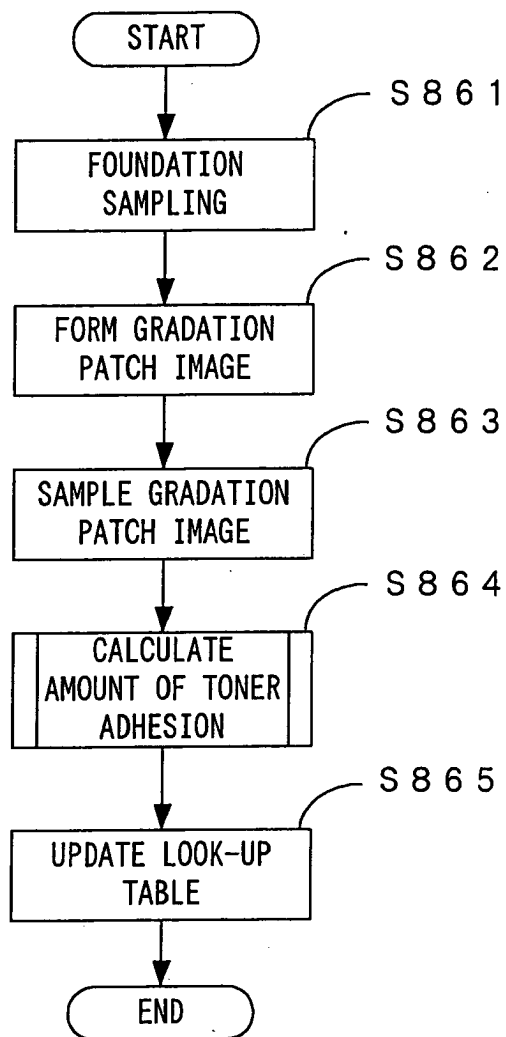 START
S861
FOUNDATION
SAMPLING
S862
FORM GRADATION
PATCH IMAGE
S863
SAMPLE GRADATION
PATCH IMAGE
S864
CALCULATE
AMOUNT OF TONER
ADHESION
S865
UPDATE LOOK-UP
TABLE
END